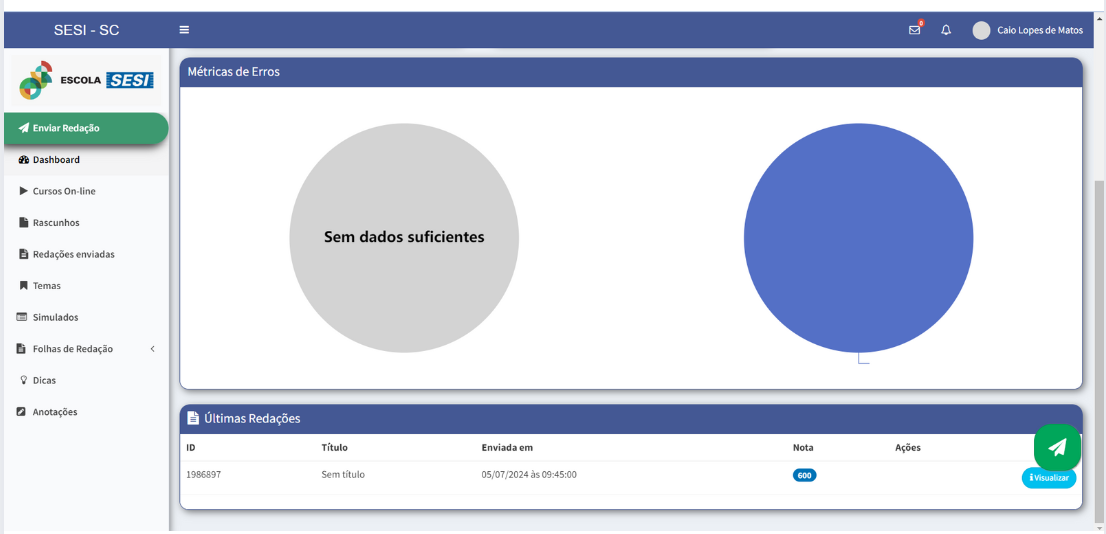 SESI - SC
0
Caio Lopes de Matos
ESCOLA SESI
Enviar Redação
Dashboard
Cursos On-line
Rascunhos
Redações enviadas
Temas
Simulados
Folhas de Redação
Dicas
Anotações
Métricas de Erros
Sem dados suficientes
Últimas Redações
ID Título Enviada em Nota Ações
1986897 Sem título 05/07/2024 às 09:45:00 600 Visualizar